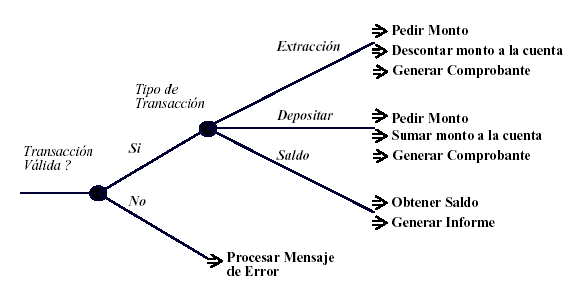 Extracción
Pedir Monto
Descontar monto a la cuenta
Generar Comprobante
Tipo de
Transacción
Depositar
Pedir Monto
Sumar monto a la cuenta
Generar Comprobante
Transacción
Válida ?
Si
Saldo
Obtener Saldo
Generar Informe
No
Procesar Mensaje
de Error